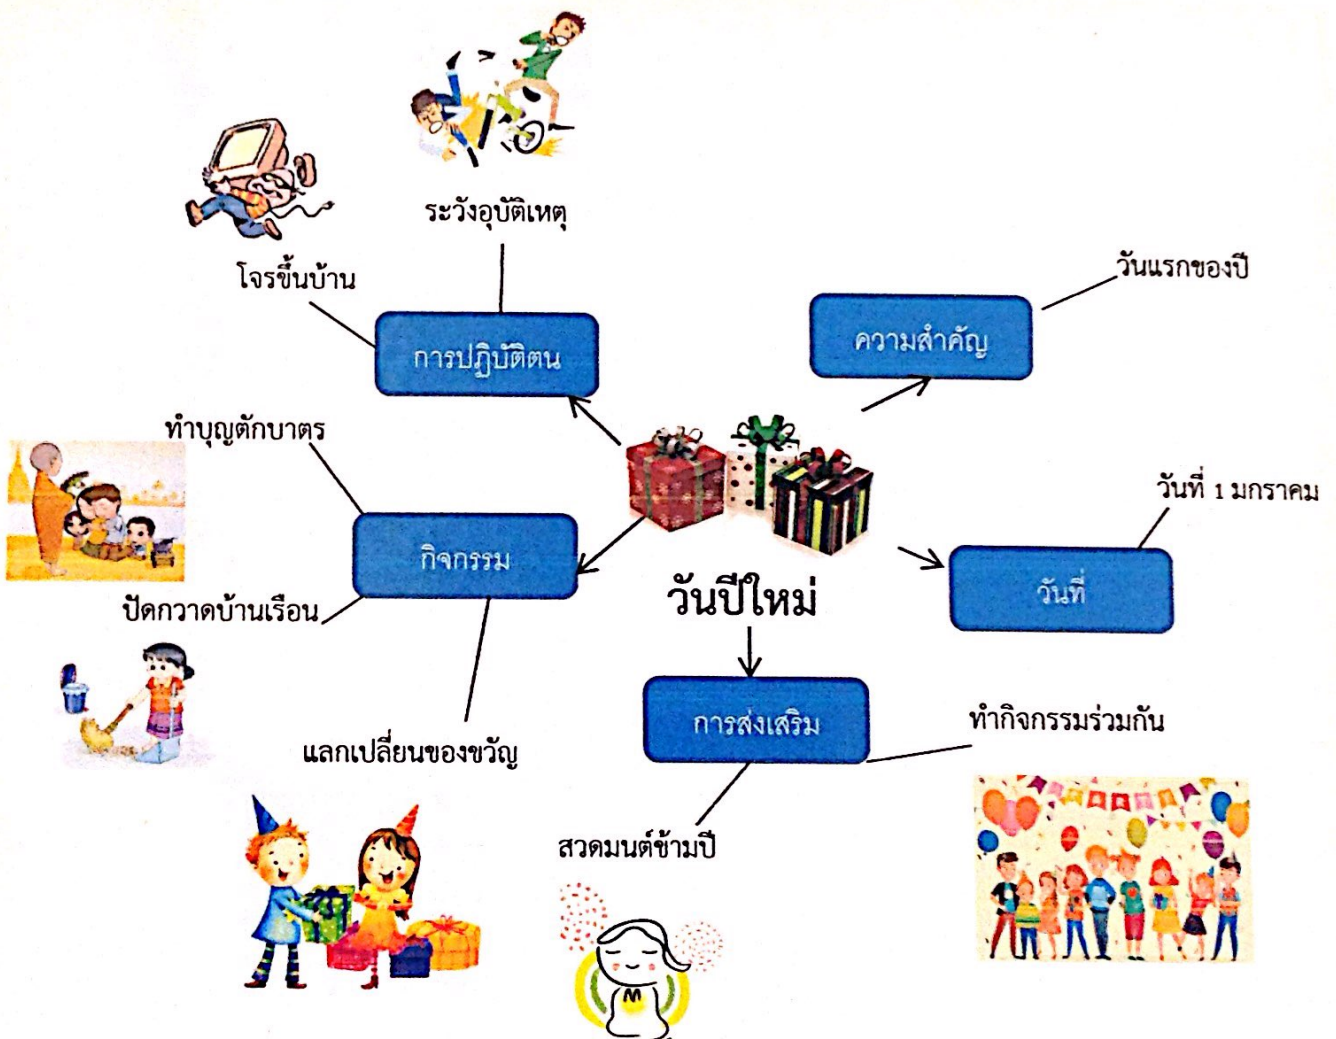 ระวังอุบัติเหตุ
โจรขึ้นบ้าน
วันแรกของปี
การปฏิบัติตน
ความสำคัญ
ทำบุญตักบาตร
วันที่ 1 มกราคม
กิจกรรม
วันที่
ปัดกวาดบ้านเรือน
วันปีใหม่
การส่งเสริม
ทำกิจกรรมร่วมกัน
แลกเปลี่ยนของขวัญ
สวดมนต์ข้ามปี